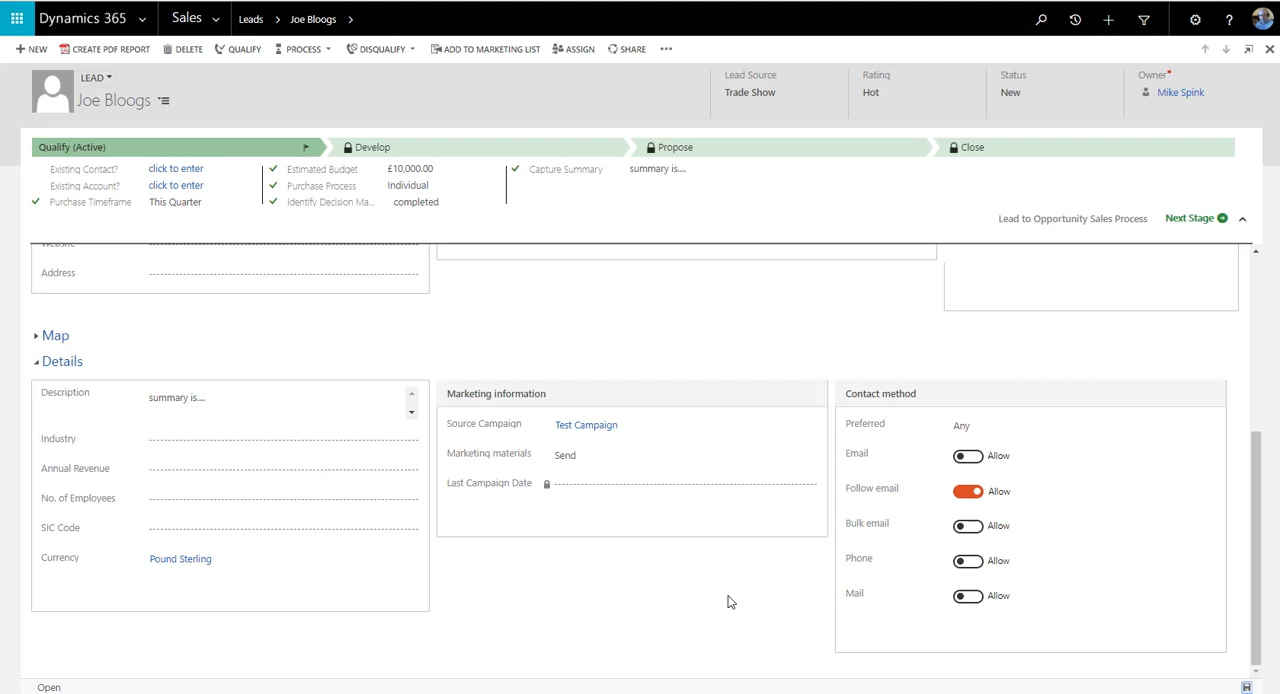 Dynamics 365 Sales Leads > Joe Bloogs > ?
+ NEW CREATE PDF REPORT DELETE QUALIFY PROCESS DISQUALIFY ADD TO MARKETING LIST ASSIGN SHARE ...
LEAD
Joe Bloogs
Lead Source Rating Status Owner*
Trade Show Hot New Mike Spink
Qualify (Active) Develop Propose Close
Existing Contact? click to enter Estimated Budget £10,000.00 Capture Summary summary is....
Existing Account? click to enter Purchase Process Individual
Purchase Timeframe This Quarter Identify Decision Ma... completed
Lead to Opportunity Sales Process Next Stage
Website
Address
Map
Details
Description summary is....
Industry
Annual Revenue
No. of Employees
SIC Code
Currency Pound Sterling
Marketing information
Source Campaign Test Campaign
Marketing materials Send
Last Campaign Date
Contact method
Preferred Any
Email Allow
Follow email Allow
Bulk email Allow
Phone Allow
Mail Allow
Open